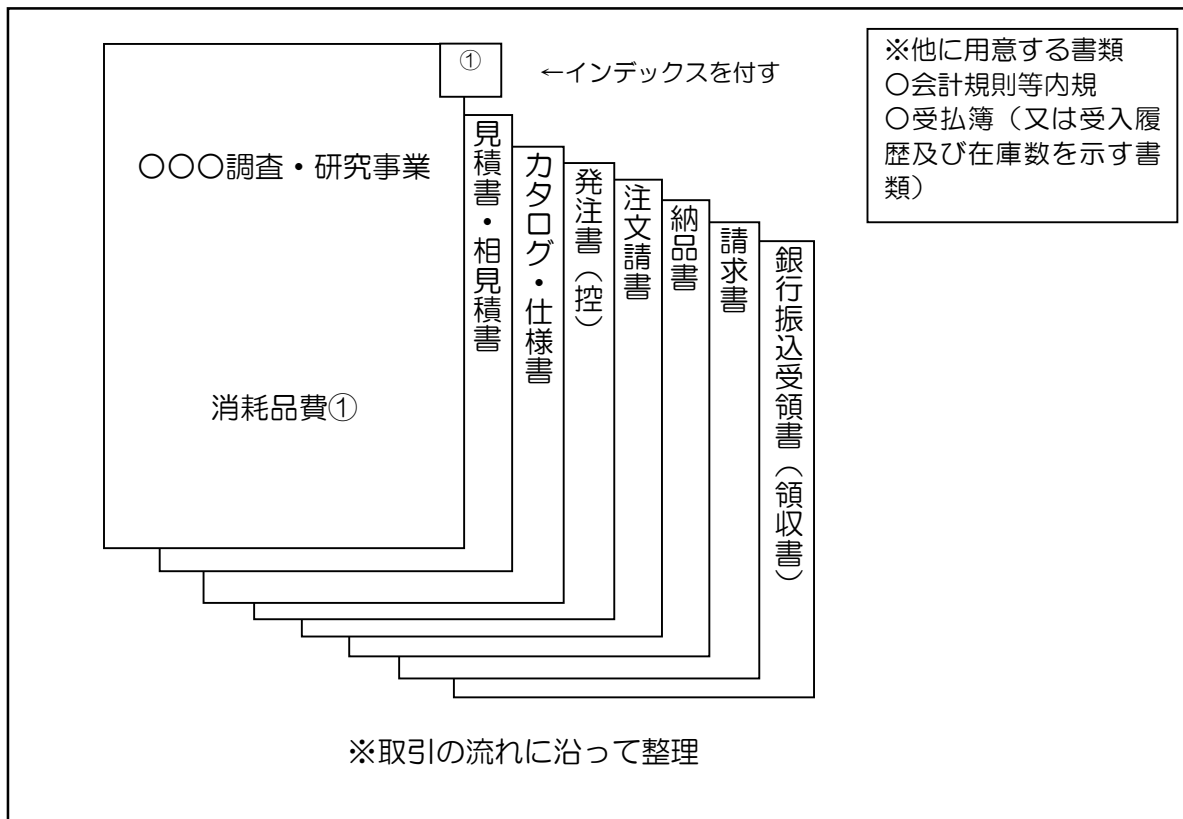 ①
←インデックスを付す
※他に用意する書類
〇会計規則等内規
〇受払簿（又は受入履
歴及び在庫数を示す書
類）
〇〇〇調査・研究事業
消耗品費①
見積書・相見積書
カタログ・仕様書
発注書（控）
注文請書
納品書
請求書
銀行振込受領書（領収書）
※取引の流れに沿って整理